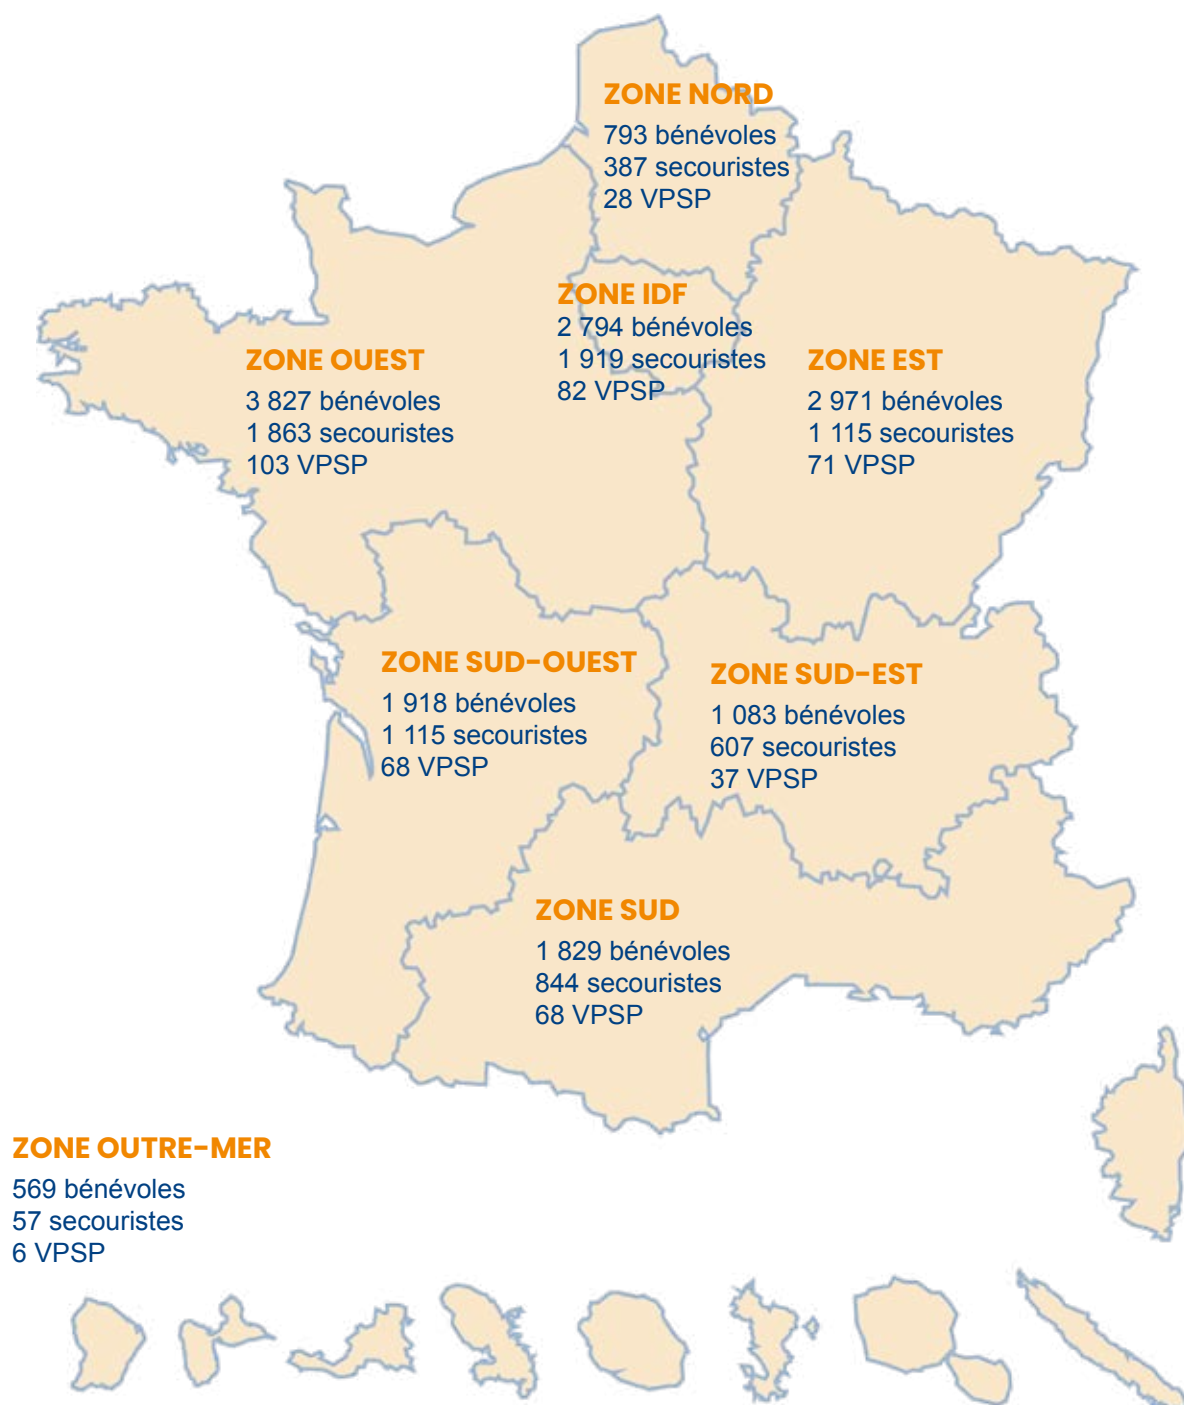 ZONE NORD
793 bénévoles
387 secouristes
28 VPSP
ZONE IDF
2 794 bénévoles
1 919 secouristes
82 VPSP
ZONE OUEST
3 827 bénévoles
1 863 secouristes
103 VPSP
ZONE EST
2 971 bénévoles
1 115 secouristes
71 VPSP
ZONE SUD-OUEST
1 918 bénévoles
1 115 secouristes
68 VPSP
ZONE SUD-EST
1 083 bénévoles
607 secouristes
37 VPSP
ZONE SUD
1 829 bénévoles
844 secouristes
68 VPSP
ZONE OUTRE-MER
569 bénévoles
57 secouristes
6 VPSP